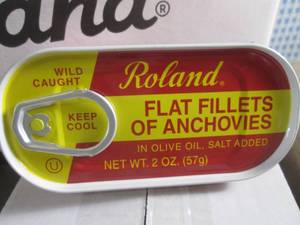 and®
WILD
CAUGHT
Roland®
KEEP
COOL
FLAT FILLETS
OF ANCHOVIES
IN OLIVE OIL, SALT ADDED
NET WT. 2 OZ. (57g)
U